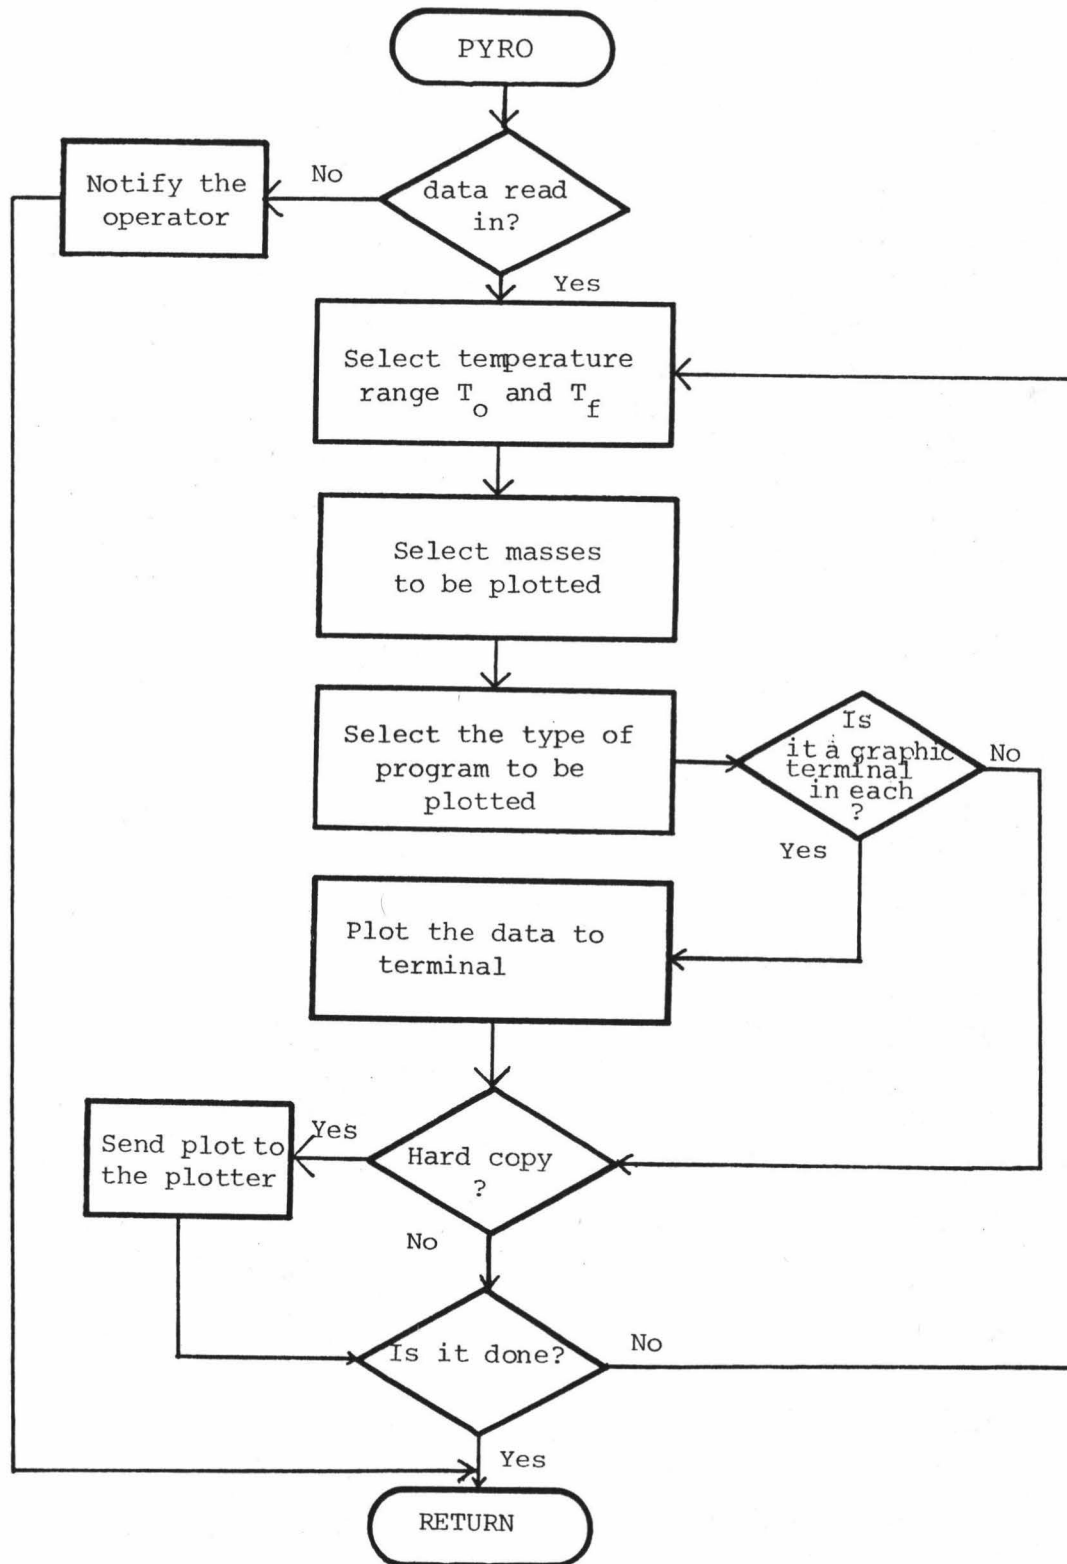 PYRO
data read
in?
No
Notify the
operator
Yes
Select temperature
range T_o and T_f
Select masses
to be plotted
Select the type of
program to be
plotted
Is
it a graphic
terminal
in each
?
No
Yes
Plot the data to
terminal
Hard copy
?
Yes
Send plot to
the plotter
No
Is it done?
No
Yes
RETURN